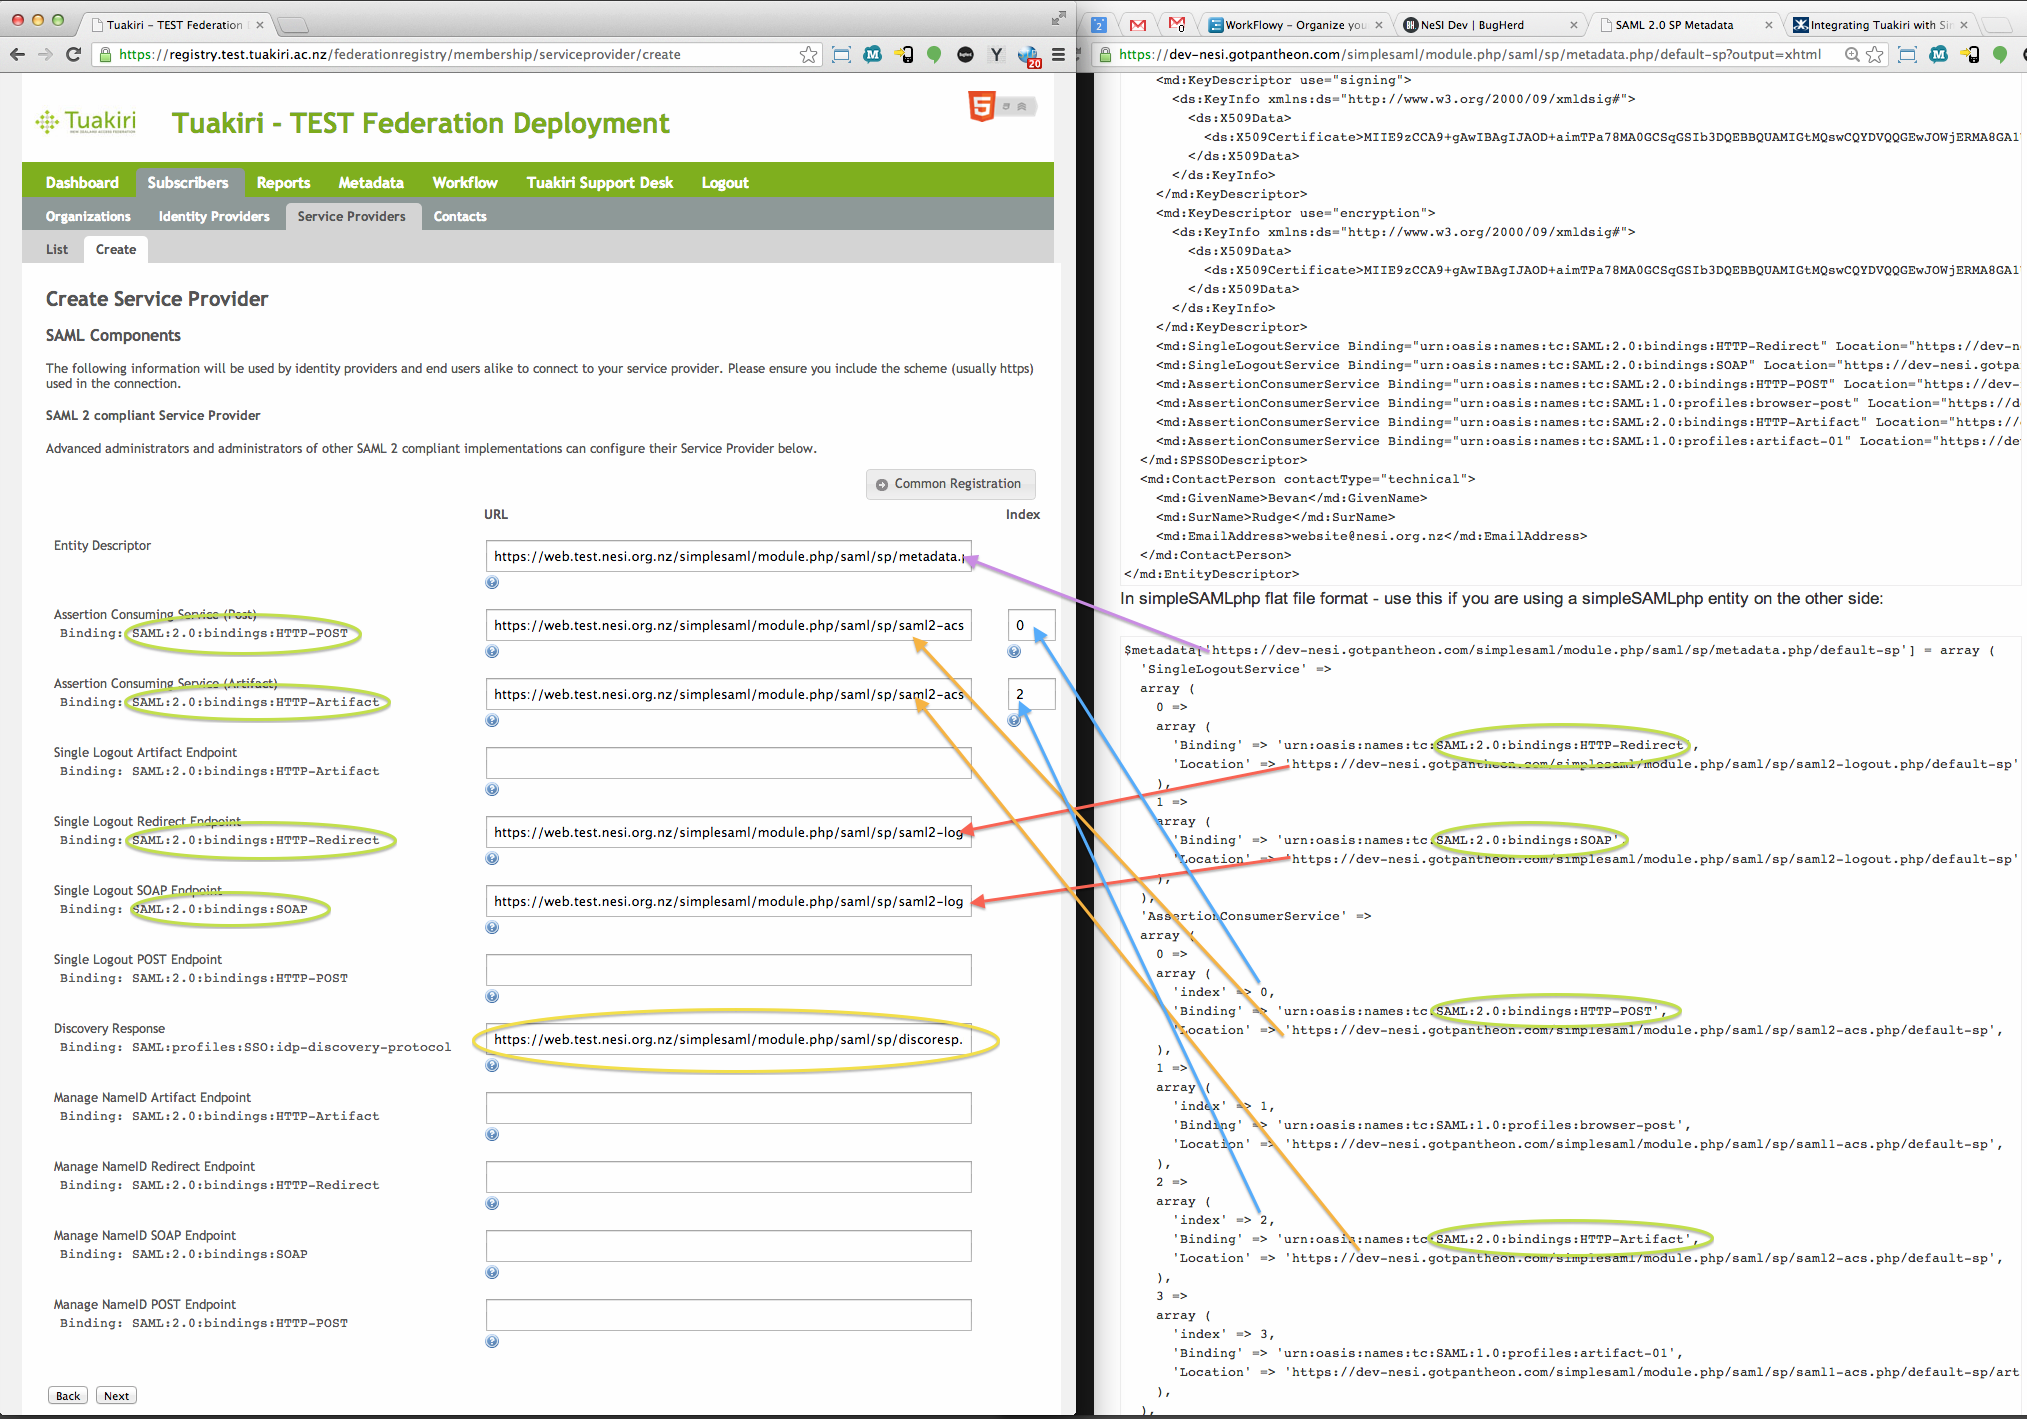 Tuakiri – TEST Federation
https://registry.test.tuakiri.ac.nz/federationregistry/membership/serviceprovider/create
20
Tuakiri
Tuakiri - TEST Federation Deployment
Dashboard Subscribers Reports Metadata Workflow Tuakiri Support Desk Logout
Organizations Identity Providers Service Providers Contacts
List Create
Create Service Provider
SAML Components
The following information will be used by identity providers and end users alike to connect to your service provider. Please ensure you include the scheme (usually https)
used in the connection.
SAML 2 compliant Service Provider
Advanced administrators and administrators of other SAML 2 compliant implementations can configure their Service Provider below.
Common Registration
URL Index
Entity Descriptor
https://web.test.nesi.org.nz/simplesaml/module.php/saml/sp/metadata.
Assertion Consuming Service (Post)
Binding: SAML:2.0:bindings:HTTP-POST
https://web.test.nesi.org.nz/simplesaml/module.php/saml/sp/saml2-acs
0
Assertion Consuming Service (Artifact)
Binding: SAML:2.0:bindings:HTTP-Artifact
https://web.test.nesi.org.nz/simplesaml/module.php/saml/sp/saml2-acs
2
Single Logout Artifact Endpoint
Binding: SAML:2.0:bindings:HTTP-Artifact
Single Logout Redirect Endpoint
Binding: SAML:2.0:bindings:HTTP-Redirect
https://web.test.nesi.org.nz/simplesaml/module.php/saml/sp/saml2-log
Single Logout SOAP Endpoint
Binding: SAML:2.0:bindings:SOAP
https://web.test.nesi.org.nz/simplesaml/module.php/saml/sp/saml2-log
Single Logout POST Endpoint
Binding: SAML:2.0:bindings:HTTP-POST
Discovery Response
Binding: SAML:profiles:SSO:idp-discovery-protocol
https://web.test.nesi.org.nz/simplesaml/module.php/saml/sp/discoresp.
Manage NameID Artifact Endpoint
Binding: SAML:2.0:bindings:HTTP-Artifact
Manage NameID Redirect Endpoint
Binding: SAML:2.0:bindings:HTTP-Redirect
Manage NameID SOAP Endpoint
Binding: SAML:2.0:bindings:SOAP
Manage NameID POST Endpoint
Binding: SAML:2.0:bindings:HTTP-POST
Back Next
2 WorkFlowy – Organize you NeSI Dev | BugHerd SAML 2.0 SP Metadata Integrating Tuakiri with Sim
https://dev-nesi.gotpantheon.com/simplesaml/module.php/saml/sp/metadata.php/default-sp?output=xhtml
<md:KeyDescriptor use="signing">
<ds:KeyInfo xmlns:ds="http://www.w3.org/2000/09/xmldsig#">
<ds:X509Data>
<ds:X509Certificate>MIIE9zCCA9+gAwIBAgIJAOD+aimTPa78MA0GCSqGSIb3DQEBBQUAMIGtMQswCQYDVQQGEwJOWjERMA8GA1
</ds:X509Data>
</ds:KeyInfo>
</md:KeyDescriptor>
<md:KeyDescriptor use="encryption">
<ds:KeyInfo xmlns:ds="http://www.w3.org/2000/09/xmldsig#">
<ds:X509Data>
<ds:X509Certificate>MIIE9zCCA9+gAwIBAgIJAOD+aimTPa78MA0GCSqGSIb3DQEBBQUAMIGtMQswCQYDVQQGEwJOWjERMA8GA1
</ds:X509Data>
</ds:KeyInfo>
</md:KeyDescriptor>
<md:SingleLogoutService Binding="urn:oasis:names:tc:SAML:2.0:bindings:HTTP-Redirect" Location="https://dev-n
<md:SingleLogoutService Binding="urn:oasis:names:tc:SAML:2.0:bindings:SOAP" Location="https://dev-nesi.gotpa
<md:AssertionConsumerService Binding="urn:oasis:names:tc:SAML:2.0:bindings:HTTP-POST" Location="https://dev-
<md:AssertionConsumerService Binding="urn:oasis:names:tc:SAML:1.0:profiles:browser-post" Location="https://d
<md:AssertionConsumerService Binding="urn:oasis:names:tc:SAML:2.0:bindings:HTTP-Artifact" Location="https://
<md:AssertionConsumerService Binding="urn:oasis:names:tc:SAML:1.0:profiles:artifact-01" Location="https://de
</md:SPSSODescriptor>
<md:ContactPerson contactType="technical">
<md:GivenName>Bevan</md:GivenName>
<md:SurName>Rudge</md:SurName>
<md:EmailAddress>website@nesi.org.nz</md:EmailAddress>
</md:ContactPerson>
</md:EntityDescriptor>
In simpleSAMLphp flat file format - use this if you are using a simpleSAMLphp entity on the other side:
$metadata['https://dev-nesi.gotpantheon.com/simplesaml/module.php/saml/sp/metadata.php/default-sp'] = array (
'SingleLogoutService' =>
array (
0 =>
array (
'Binding' => 'urn:oasis:names:tc:SAML:2.0:bindings:HTTP-Redirect',
'Location' => 'https://dev-nesi.gotpantheon.com/simplesaml/module.php/saml/sp/saml2-logout.php/default-sp'
),
1 =>
array (
'Binding' => 'urn:oasis:names:tc:SAML:2.0:bindings:SOAP',
'Location' => 'https://dev-nesi.gotpantheon.com/simplesaml/module.php/saml/sp/saml2-logout.php/default-sp'
),
),
'AssertionConsumerService' =>
array (
0 =>
array (
'index' => 0,
'Binding' => 'urn:oasis:names:tc:SAML:2.0:bindings:HTTP-POST',
'Location' => 'https://dev-nesi.gotpantheon.com/simplesaml/module.php/saml/sp/saml2-acs.php/default-sp',
),
1 =>
array (
'index' => 1,
'Binding' => 'urn:oasis:names:tc:SAML:1.0:profiles:browser-post',
'Location' => 'https://dev-nesi.gotpantheon.com/simplesaml/module.php/saml/sp/saml1-acs.php/default-sp',
),
2 =>
array (
'index' => 2,
'Binding' => 'urn:oasis:names:tc:SAML:2.0:bindings:HTTP-Artifact',
'Location' => 'https://dev-nesi.gotpantheon.com/simplesaml/module.php/saml/sp/saml2-acs.php/default-sp',
),
3 =>
array (
'index' => 3,
'Binding' => 'urn:oasis:names:tc:SAML:1.0:profiles:artifact-01',
'Location' => 'https://dev-nesi.gotpantheon.com/simplesaml/module.php/saml/sp/saml1-acs.php/default-sp/art
),
),